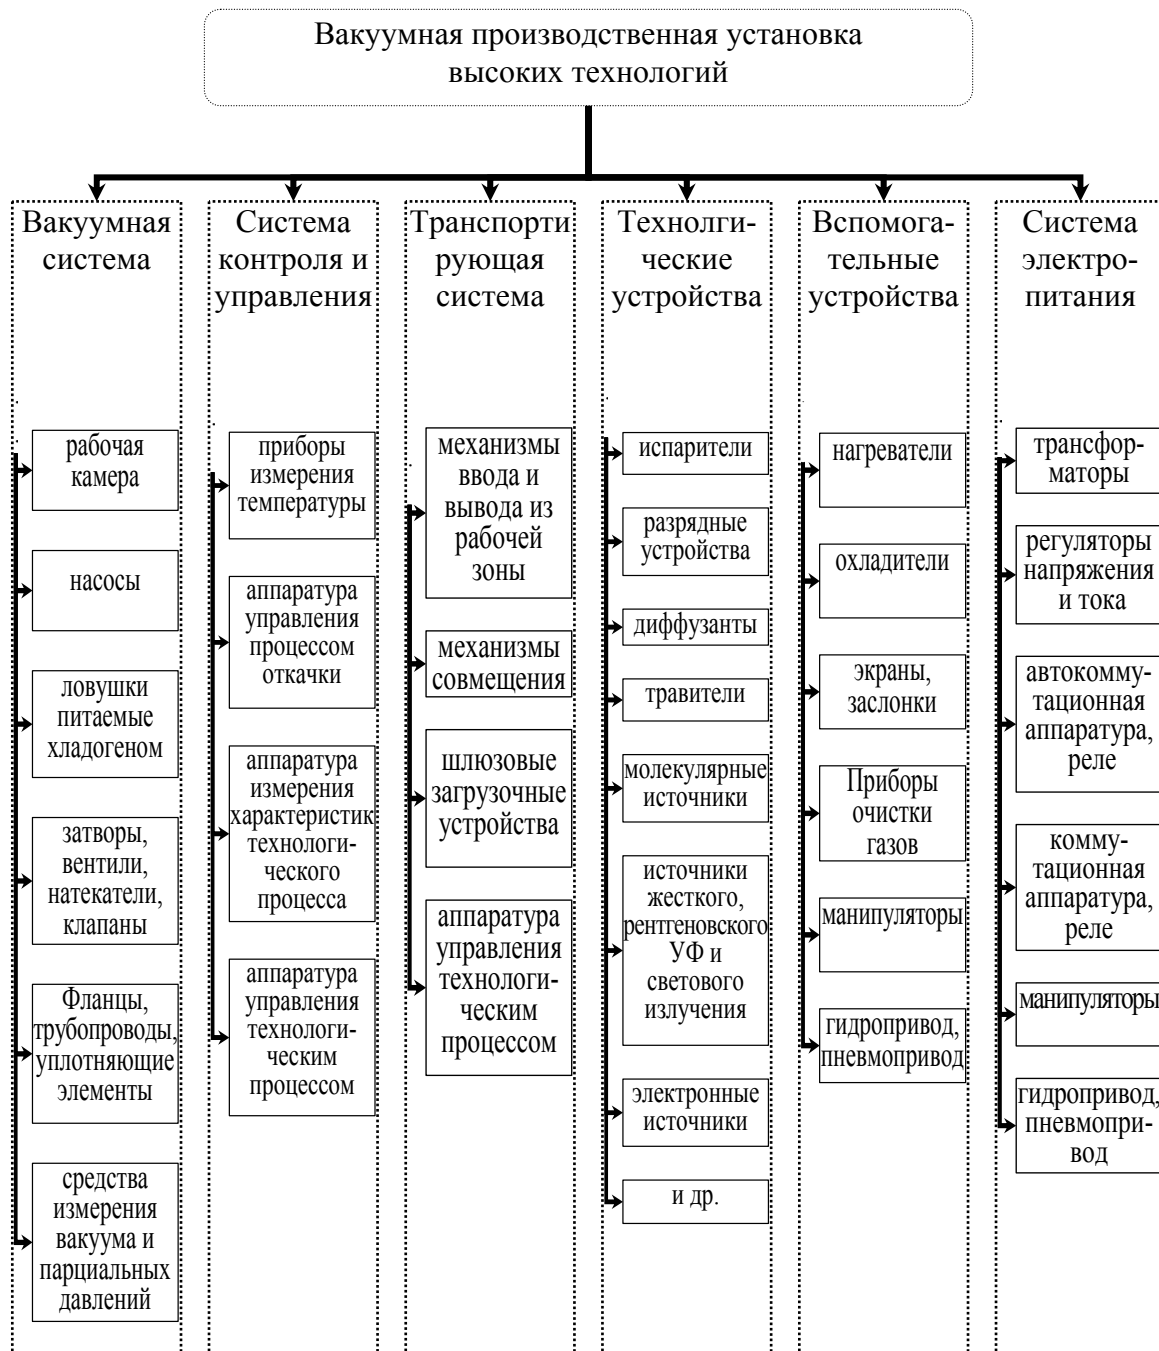 Вакуумная производственная установка
высоких технологий
Вакуумная
система
рабочая
камера
насосы
ловушки
питаемые
хладогеном
затворы,
вентили,
натекатели,
клапаны
Фланцы,
трубопроводы,
уплотняющие
элементы
средства
измерения
вакуума и
парциальных
давлений
Система
контроля и
управления
приборы
измерения
температуры
аппаратура
управления
процессом
откачки
аппаратура
измерения
характеристик
технологи-
ческого
процесса
аппаратура
управления
технологи-
ческим
процессом
Транспорти
рующая
система
механизмы
ввода и
вывода из
рабочей
зоны
механизмы
совмещения
шлюзовые
загрузочные
устройства
аппаратура
управления
технологи-
ческим
процессом
Технолги-
ческие
устройства
испарители
разрядные
устройства
диффузанты
травители
молекулярные
источники
источники
жесткого,
рентгеновского
УФ и
светового
излучения
электронные
источники
и др.
Вспомога-
тельные
устройства
нагреватели
охладители
экраны,
заслонки
Приборы
очистки
газов
манипуляторы
гидропривод,
пневмопривод
Система
электро-
питания
трансфор-
маторы
регуляторы
напряжения
и тока
автокомму-
тационная
аппаратура,
реле
комму-
тационная
аппаратура,
реле
манипуляторы
гидропривод,
пневмопри-
вод